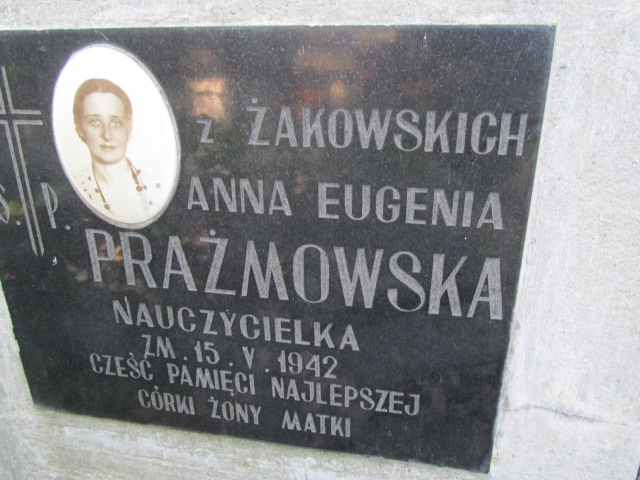 z ŻAKOWSKICH
Ś. P.
ANNA EUGENIA
PRAŻMOWSKA
NAUCZYCIELKA
ZM. 15. V. 1942
CZEŚĆ PAMIĘCI NAJLEPSZEJ
CÓRKI ŻONY MATKI